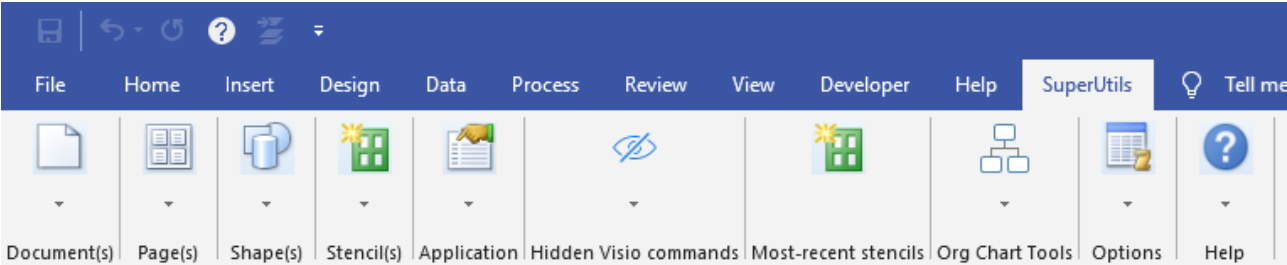 File Home Insert Design Data Process Review View Developer Help SuperUtils Tell me
Document(s) Page(s) Shape(s) Stencil(s) Application Hidden Visio commands Most-recent stencils Org Chart Tools Options Help